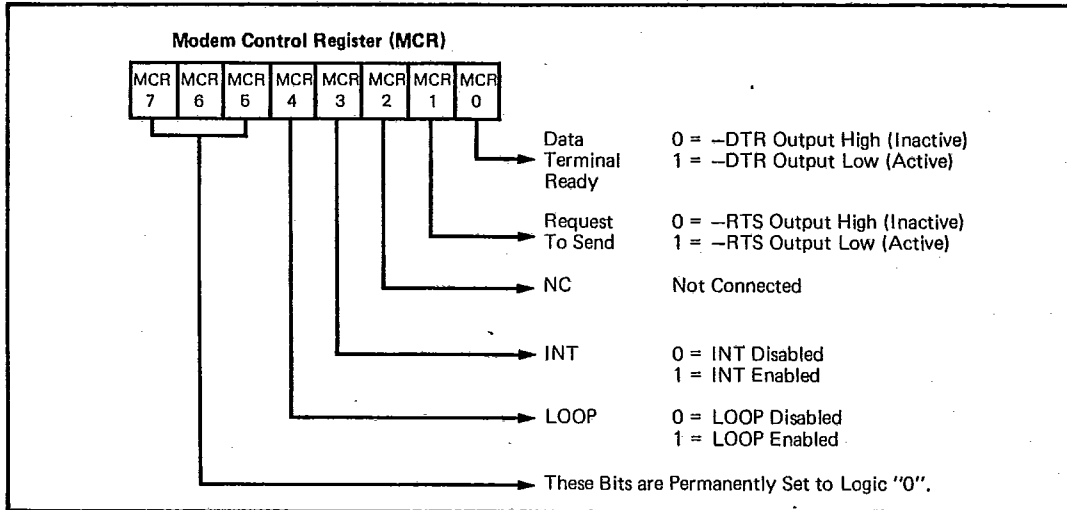 Modem Control Register (MCR)
MCR 7 MCR 6 MCR 5 MCR 4 MCR 3 MCR 2 MCR 1 MCR 0
Data Terminal Ready
0 = —DTR Output High (Inactive)
1 = —DTR Output Low (Active)
Request To Send
0 = —RTS Output High (Inactive)
1 = —RTS Output Low (Active)
NC Not Connected
INT 0 = INT Disabled
1 = INT Enabled
LOOP 0 = LOOP Disabled
1 = LOOP Enabled
These Bits are Permanently Set to Logic "0".